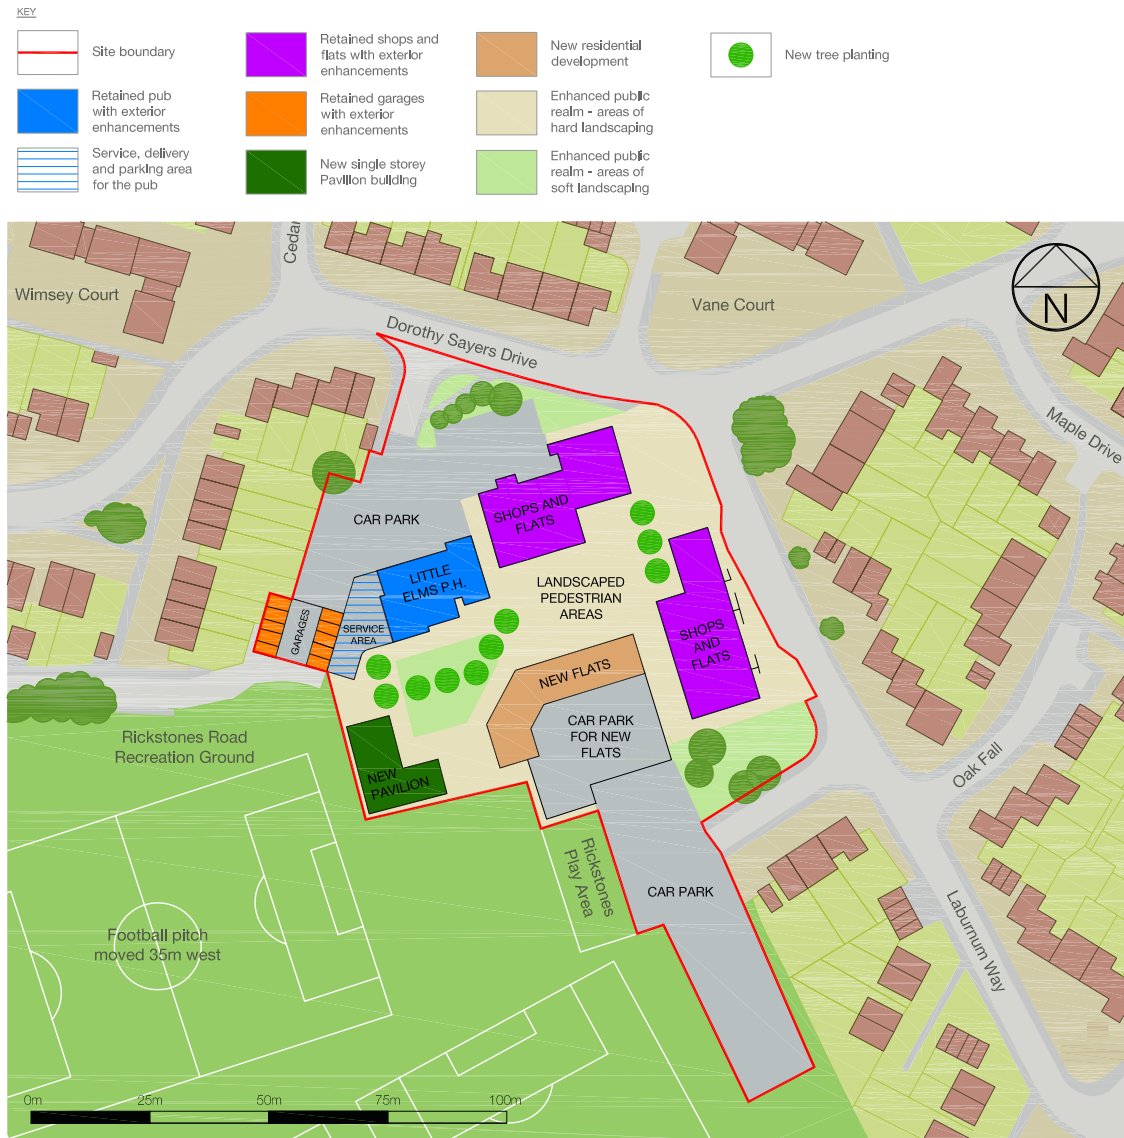 KEY
Site boundary
Retained pub
with exterior
enhancements
Service, delivery
and parking area
for the pub
Retained shops and
flats with exterior
enhancements
Retained garages
with exterior
enhancements
New single storey
Pavilion building
New residential
development
Enhanced public
realm - areas of
hard landscaping
Enhanced public
realm - areas of
soft landscaping
New tree planting
Cedar
Wimsey Court
Dorothy Sayers Drive
Vane Court
N
Maple Drive
CAR PARK
SHOPS AND
FLATS
LITTLE
ELMS P.H.
LANDSCAPED
PEDESTRIAN
AREAS
GARAGES
SERVICE
AREA
SHOPS
AND
FLATS
NEW FLATS
CAR PARK
FOR NEW
FLATS
Rickstones Road
Recreation Ground
NEW
PAVILION
Oak Fall
Rickstones
Play Area
CAR PARK
Football pitch
moved 35m west
Laburnum Way
0m
25m
50m
75m
100m